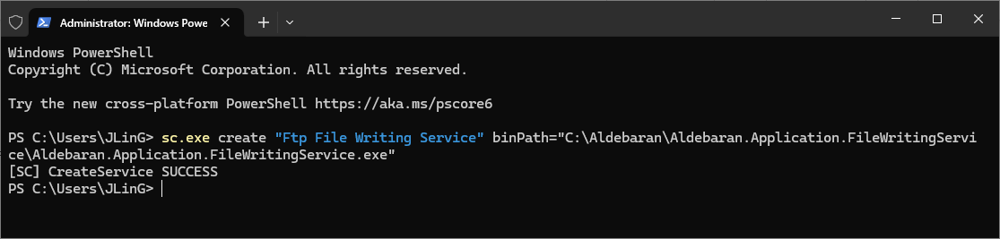 Administrator: Windows Powe
Windows PowerShell
Copyright (C) Microsoft Corporation. All rights reserved.
Try the new cross-platform PowerShell https://aka.ms/pscore6
PS C:\Users\JLinG> sc.exe create "Ftp File Writing Service" binPath="C:\Aldebaran\Aldebaran.Application.FileWritingServi
ce\Aldebaran.Application.FileWritingService.exe"
[SC] CreateService SUCCESS
PS C:\Users\JLinG>